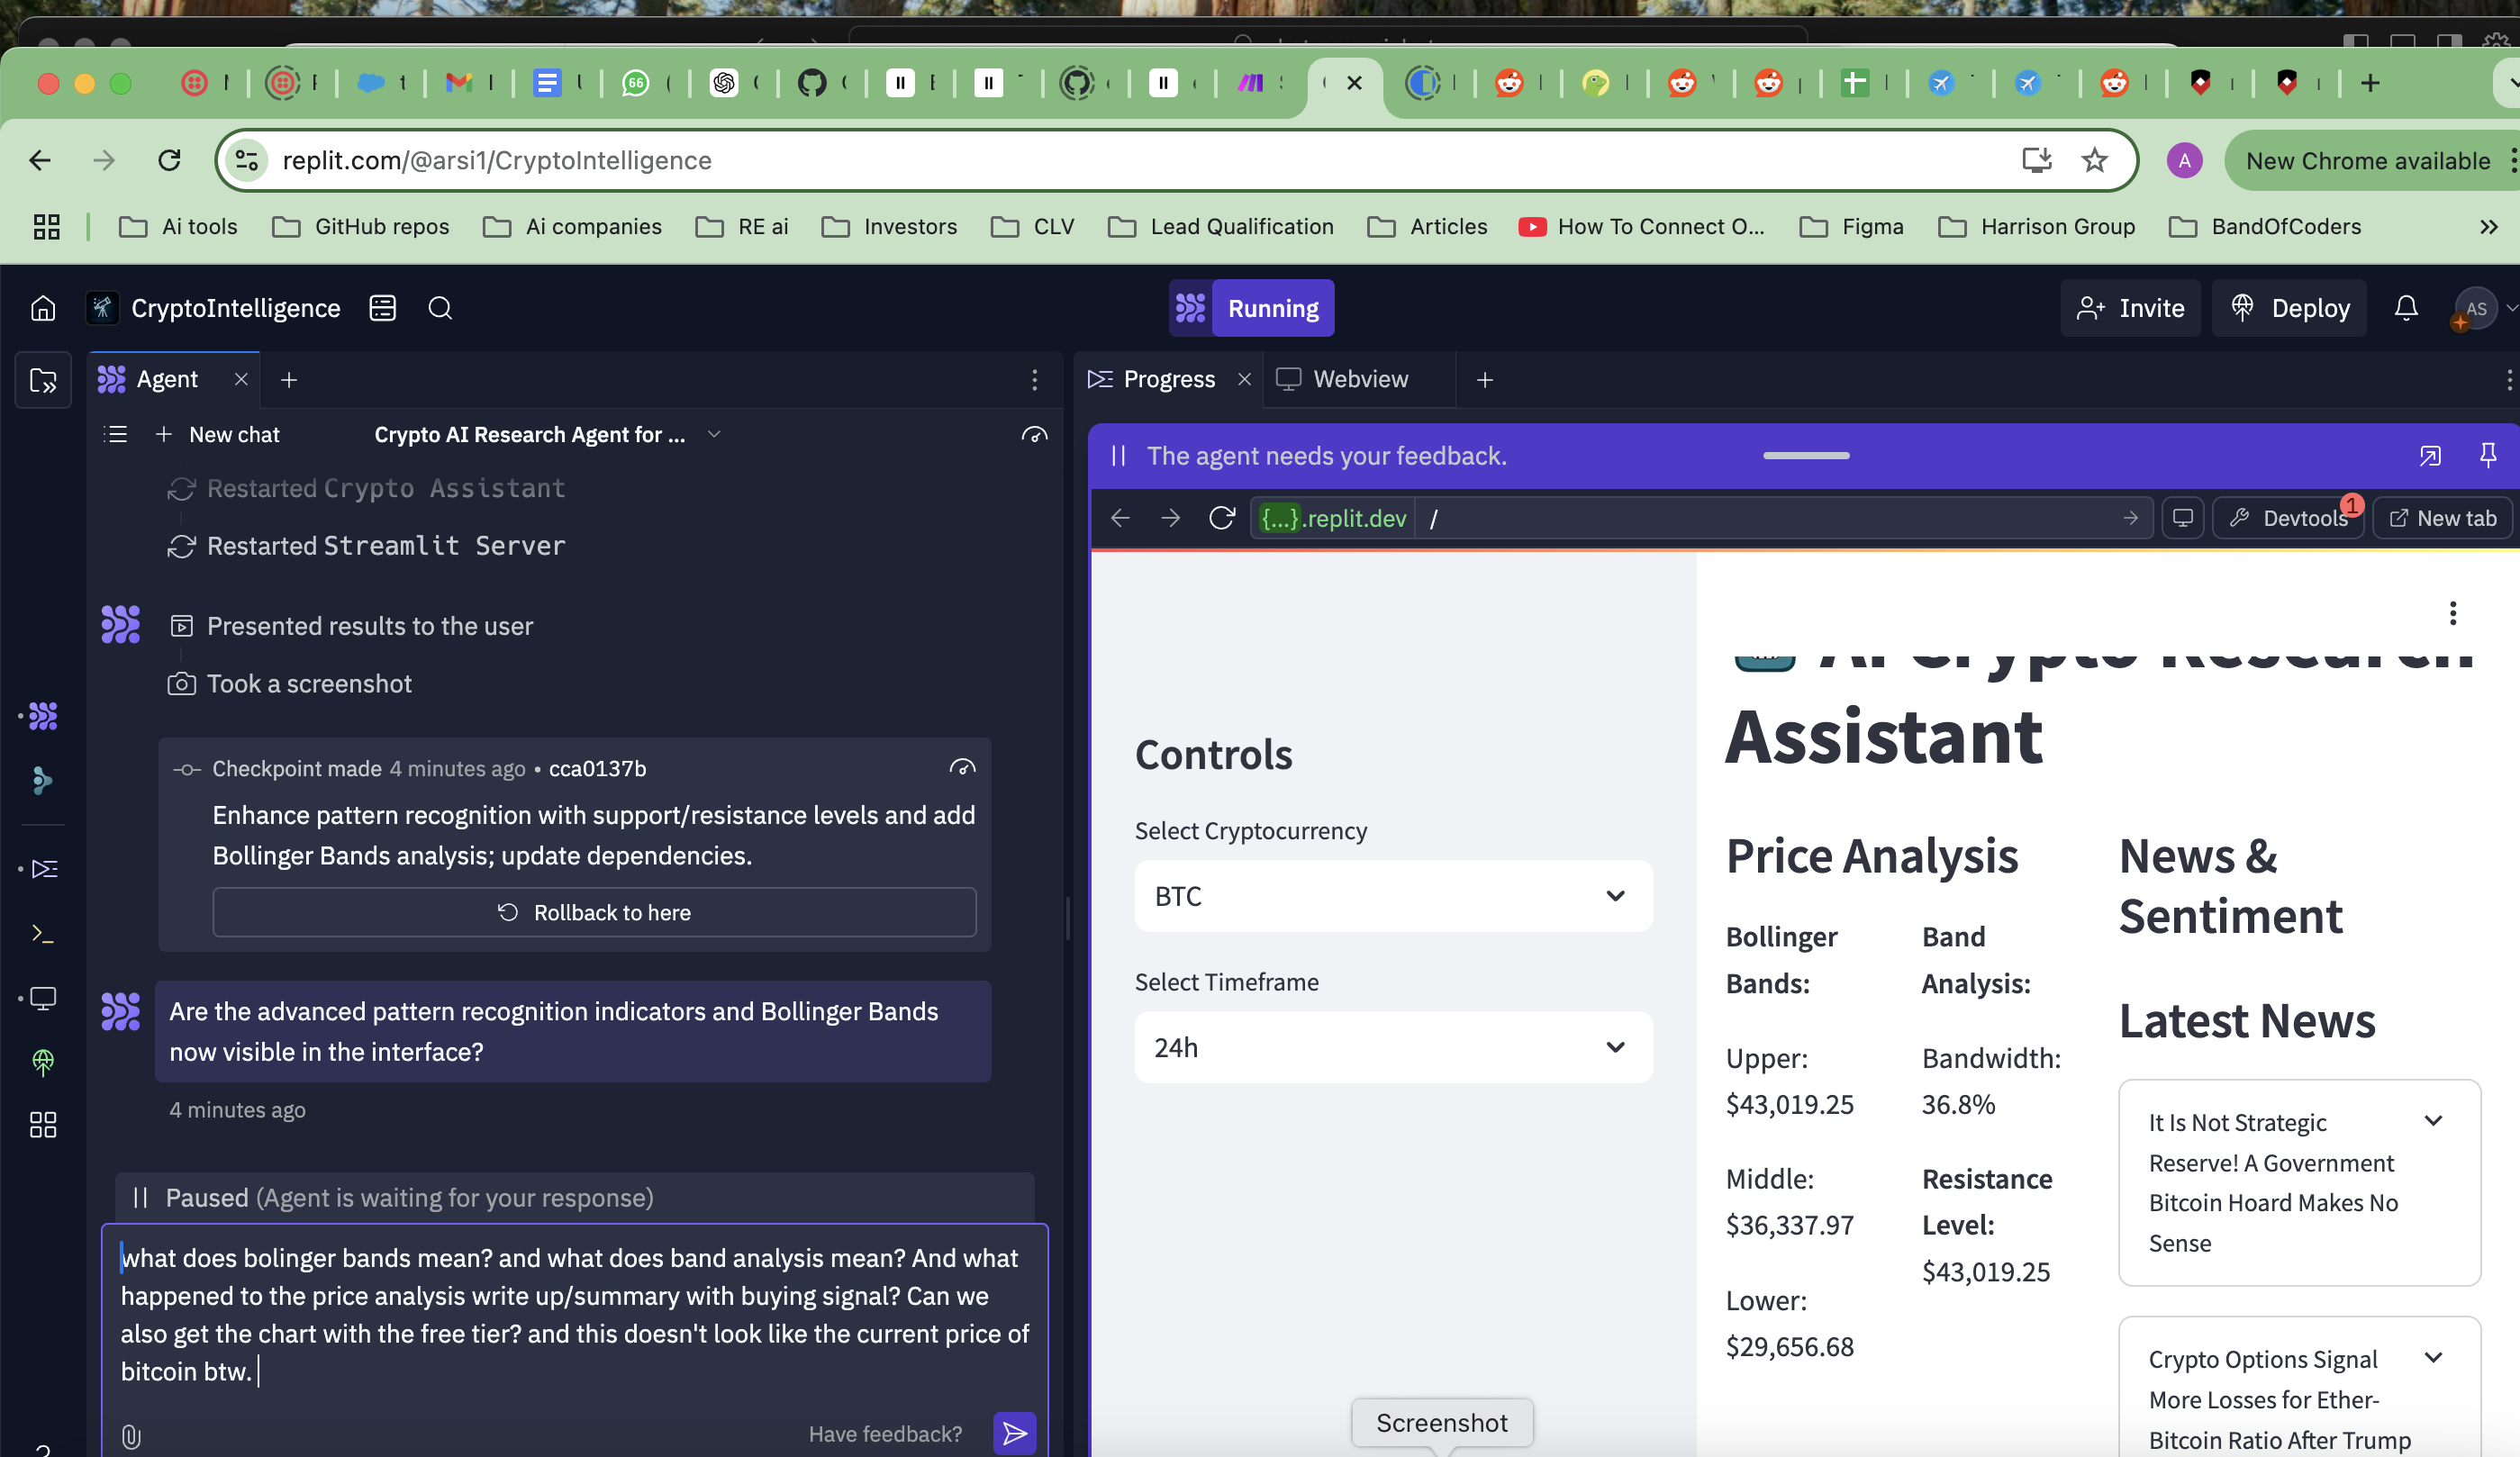 66
replit.com/@arsi1/CryptoIntelligence
A
New Chrome available
Ai tools
GitHub repos
Ai companies
RE ai
Investors
CLV
Lead Qualification
Articles
How To Connect O...
Figma
Harrison Group
BandOfCoders
CryptoIntelligence
Running
Invite
Deploy
AS
Agent
Progress
Webview
New chat
Crypto AI Research Agent for ...
The agent needs your feedback.
Restarted Crypto Assistant
Restarted Streamlit Server
{...}.replit.dev
/
Devtools
1
New tab
Presented results to the user
Took a screenshot
Checkpoint made 4 minutes ago • cca0137b
Enhance pattern recognition with support/resistance levels and add
Bollinger Bands analysis; update dependencies.
Rollback to here
Are the advanced pattern recognition indicators and Bollinger Bands
now visible in the interface?
4 minutes ago
Paused (Agent is waiting for your response)
what does bolinger bands mean? and what does band analysis mean? And what
happened to the price analysis write up/summary with buying signal? Can we
also get the chart with the free tier? and this doesn't look like the current price of
bitcoin btw.
Have feedback?
Controls
Select Cryptocurrency
BTC
Select Timeframe
24h
AI Crypto Research
Assistant
Price Analysis
Bollinger
Bands:
Upper:
$43,019.25
Middle:
$36,337.97
Lower:
$29,656.68
Band
Analysis:
Bandwidth:
36.8%
Resistance
Level:
$43,019.25
News &
Sentiment
Latest News
It Is Not Strategic
Reserve! A Government
Bitcoin Hoard Makes No
Sense
Crypto Options Signal
More Losses for Ether-
Bitcoin Ratio After Trump
Screenshot